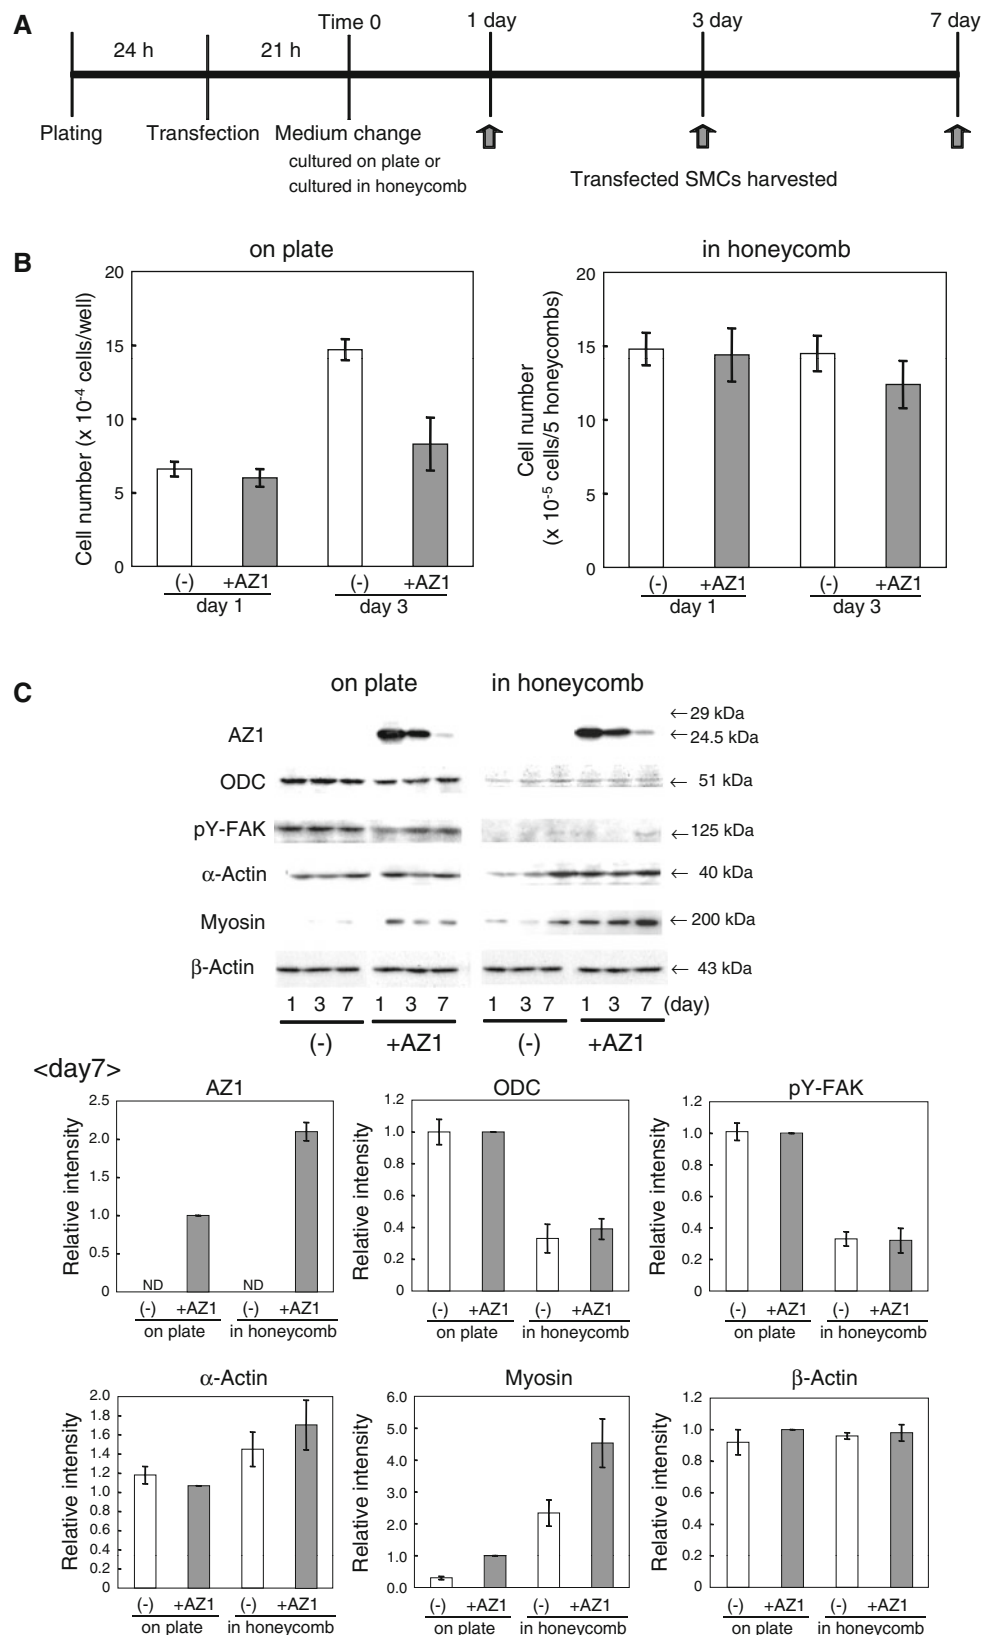 A
Time 0
1 day
3 day
7 day
24 h
21 h
Plating
Transfection
Medium change
cultured on plate or
cultured in honeycomb
Transfected SMCs harvested
B
on plate
in honeycomb
Cell number (x 10⁻⁴ cells/well)
20
15
10
5
0
(-)
+AZ1
(-)
+AZ1
day 1
day 3
Cell number
(x 10⁻⁵ cells/5 honeycombs)
20
15
10
5
0
(-)
+AZ1
(-)
+AZ1
day 1
day 3
C
on plate
in honeycomb
AZ1
←29 kDa
←24.5 kDa
ODC
← 51 kDa
pY-FAK
←125 kDa
α-Actin
← 40 kDa
Myosin
← 200 kDa
β-Actin
← 43 kDa
1 3 7 1 3 7 1 3 7 1 3 7 (day)
(-)
+AZ1
(-)
+AZ1
<day7>
AZ1
Relative intensity
2.5
2.0
1.0
0.5
0
ND
ND
(-)
+AZ1
(-)
+AZ1
on plate
in honeycomb
ODC
Relative intensity
1.2
1.0
0.8
0.6
0.4
0.2
0
(-)
+AZ1
(-)
+AZ1
on plate
in honeycomb
pY-FAK
Relative intensity
1.2
1.0
0.8
0.6
0.4
0.2
0
(-)
+AZ1
(-)
+AZ1
on plate
in honeycomb
α-Actin
Relative intensity
2.0
1.8
1.6
1.4
1.2
1.0
0.8
0.6
0.4
0.2
0
(-)
+AZ1
(-)
+AZ1
on plate
in honeycomb
Myosin
Relative intensity
6.0
5.0
4.0
3.0
2.0
1.0
0.0
(-)
+AZ1
(-)
+AZ1
on plate
in honeycomb
β-Actin
Relative intensity
1.2
1.0
0.8
0.6
0.4
0.2
0
(-)
+AZ1
(-)
+AZ1
on plate
in honeycomb